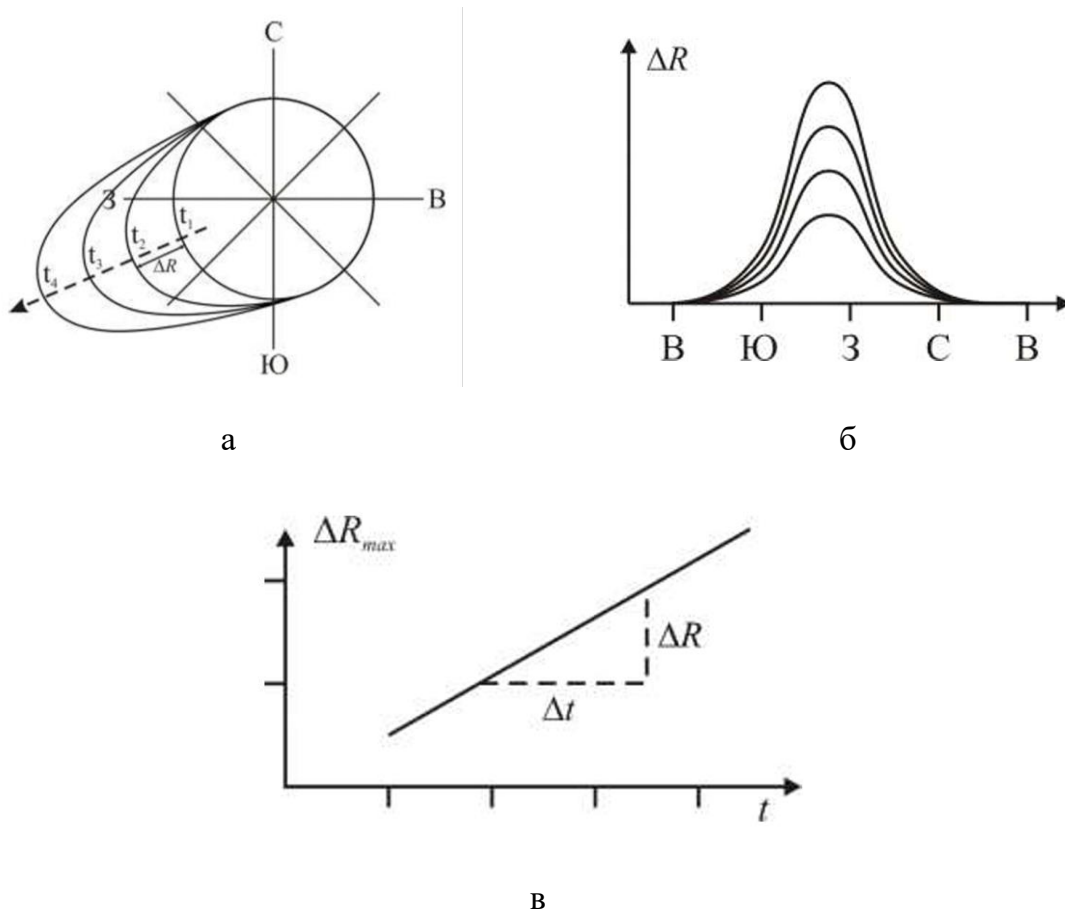 С
З
В
t₁
t₂
t₃
t₄
ΔR
Ю
а
ΔR
В Ю З С В
б
ΔRmax
ΔR
Δt
t
в